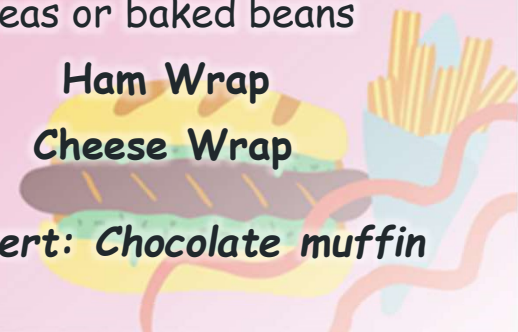 eas or baked beans
Ham Wrap
Cheese Wrap
ert: Chocolate muffin